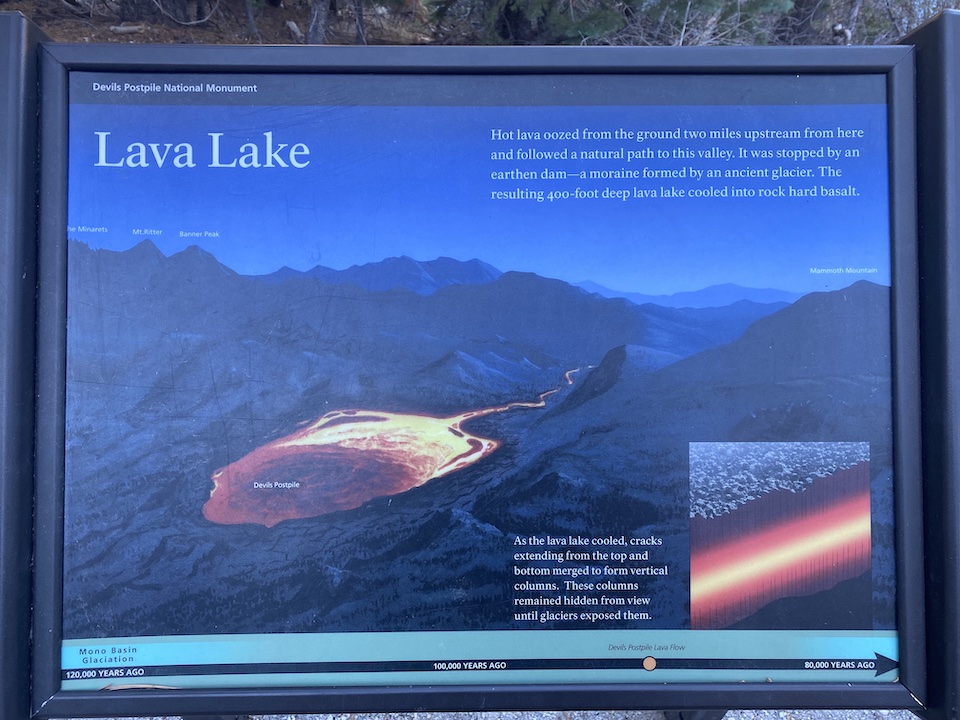 Devils Postpile National Monument
Lava Lake
Hot lava oozed from the ground two miles upstream from here
and followed a natural path to this valley. It was stopped by an
earthen dam—a moraine formed by an ancient glacier. The
resulting 400-foot deep lava lake cooled into rock hard basalt.
he Minarets
Mt.Ritter
Banner Peak
Mammoth Mountain
Devils Postpile
As the lava lake cooled, cracks
extending from the top and
bottom merged to form vertical
columns. These columns
remained hidden from view
until glaciers exposed them.
Mono Basin
Glaciation
Devils Postpile Lava Flow
120,000 YEARS AGO
100,000 YEARS AGO
80,000 YEARS AGO